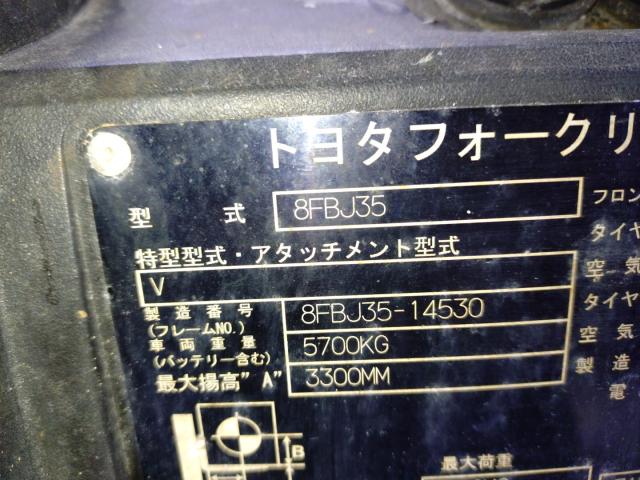 トヨタフォークリ
型 式 8FBJ35 フロン
タイヤ
特型型式・アタッチメント型式
空気
V
タイヤ
製造番号 (フレームNO.) 8FBJ35-14530
空気
車両重量 (バッテリー含む) 5700KG
製造
最大揚高"A" 3300MM
電
B
最大荷重